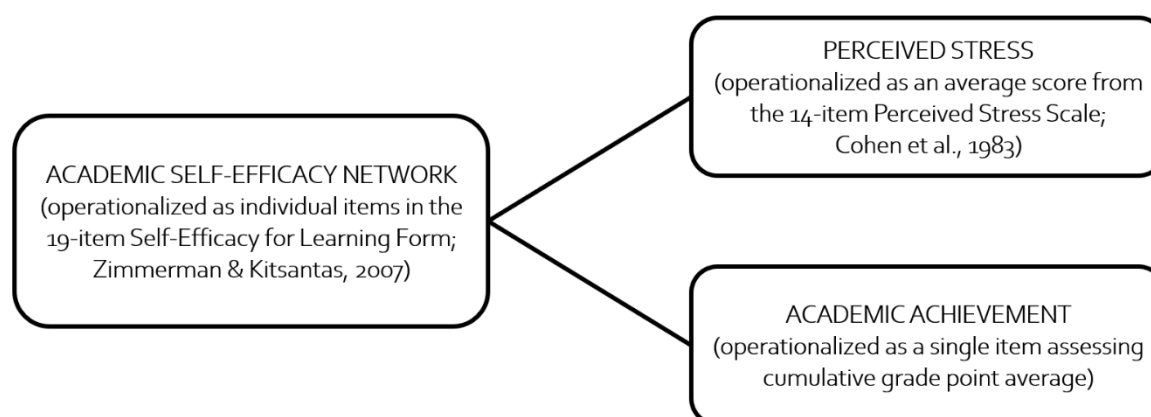 ACADEMIC SELF-EFFICACY NETWORK
(operationalized as individual items in the
19-item Self-Efficacy for Learning Form;
Zimmerman & Kitsantas, 2007)
PERCEIVED STRESS
(operationalized as an average score from
the 14-item Perceived Stress Scale;
Cohen et al., 1983)
ACADEMIC ACHIEVEMENT
(operationalized as a single item assessing
cumulative grade point average)